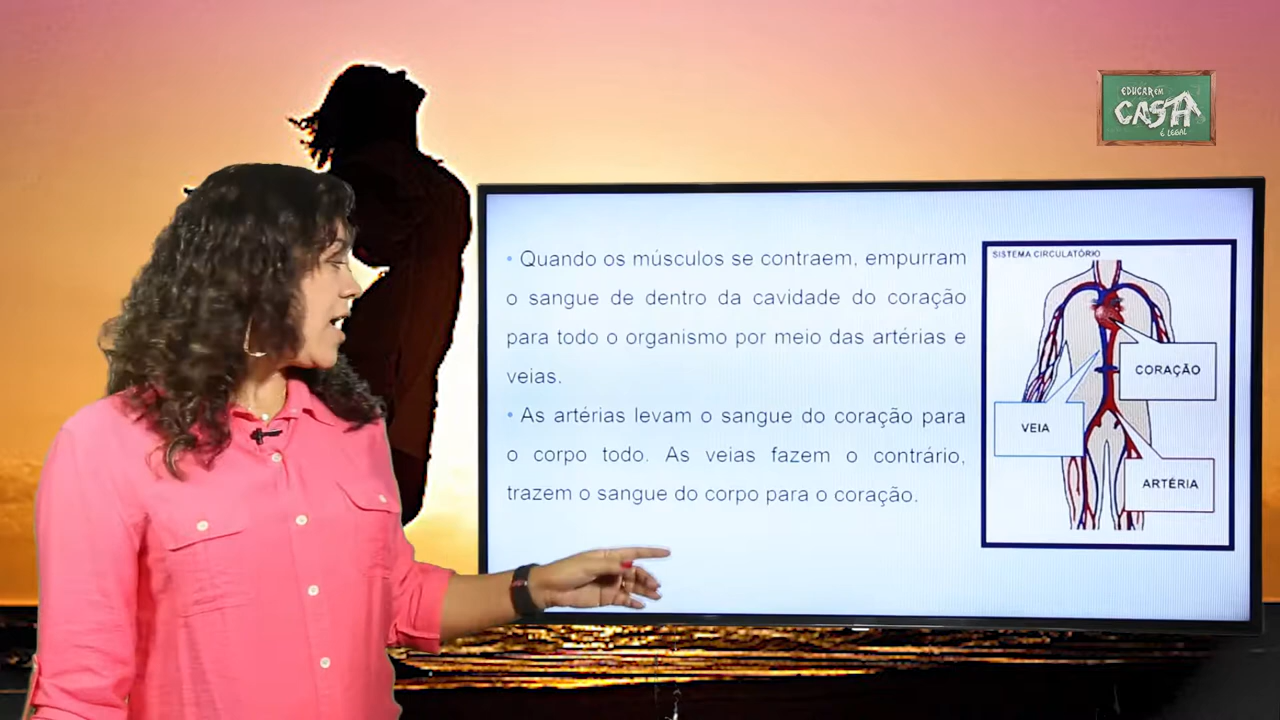 EDUCAR EM
CASA
É LEGAL
• Quando os músculos se contraem, empurram
o sangue de dentro da cavidade do coração
para todo o organismo por meio das artérias e
veias.
• As artérias levam o sangue do coração para
o corpo todo. As veias fazem o contrário,
trazem o sangue do corpo para o coração.
SISTEMA CIRCULATÓRIO
CORAÇÃO
VEIA
ARTÉRIA